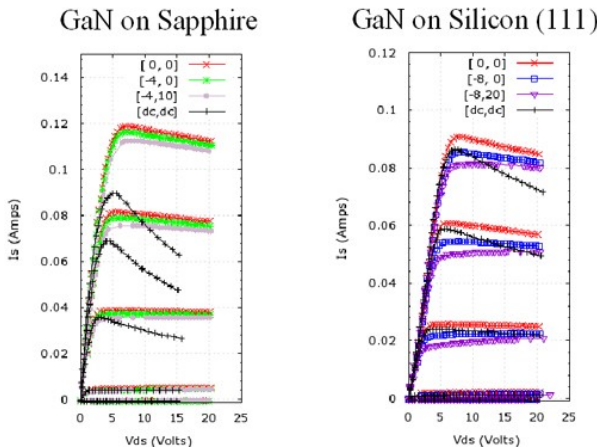 GaN on Sapphire
0.14
0.12
0.1
0.08
0.06
0.04
0.02
0
Is (Amps)
[ 0, 0]
[-4, 0]
[-4,10]
[dc,dc]
0 5 10 15 20 25
Vds (Volts)
GaN on Silicon (111)
0.12
0.1
0.08
0.06
0.04
0.02
0
Is (Amps)
[ 0, 0]
[-8, 0]
[-8,20]
[dc,dc]
0 5 10 15 20 25
Vds (Volts)